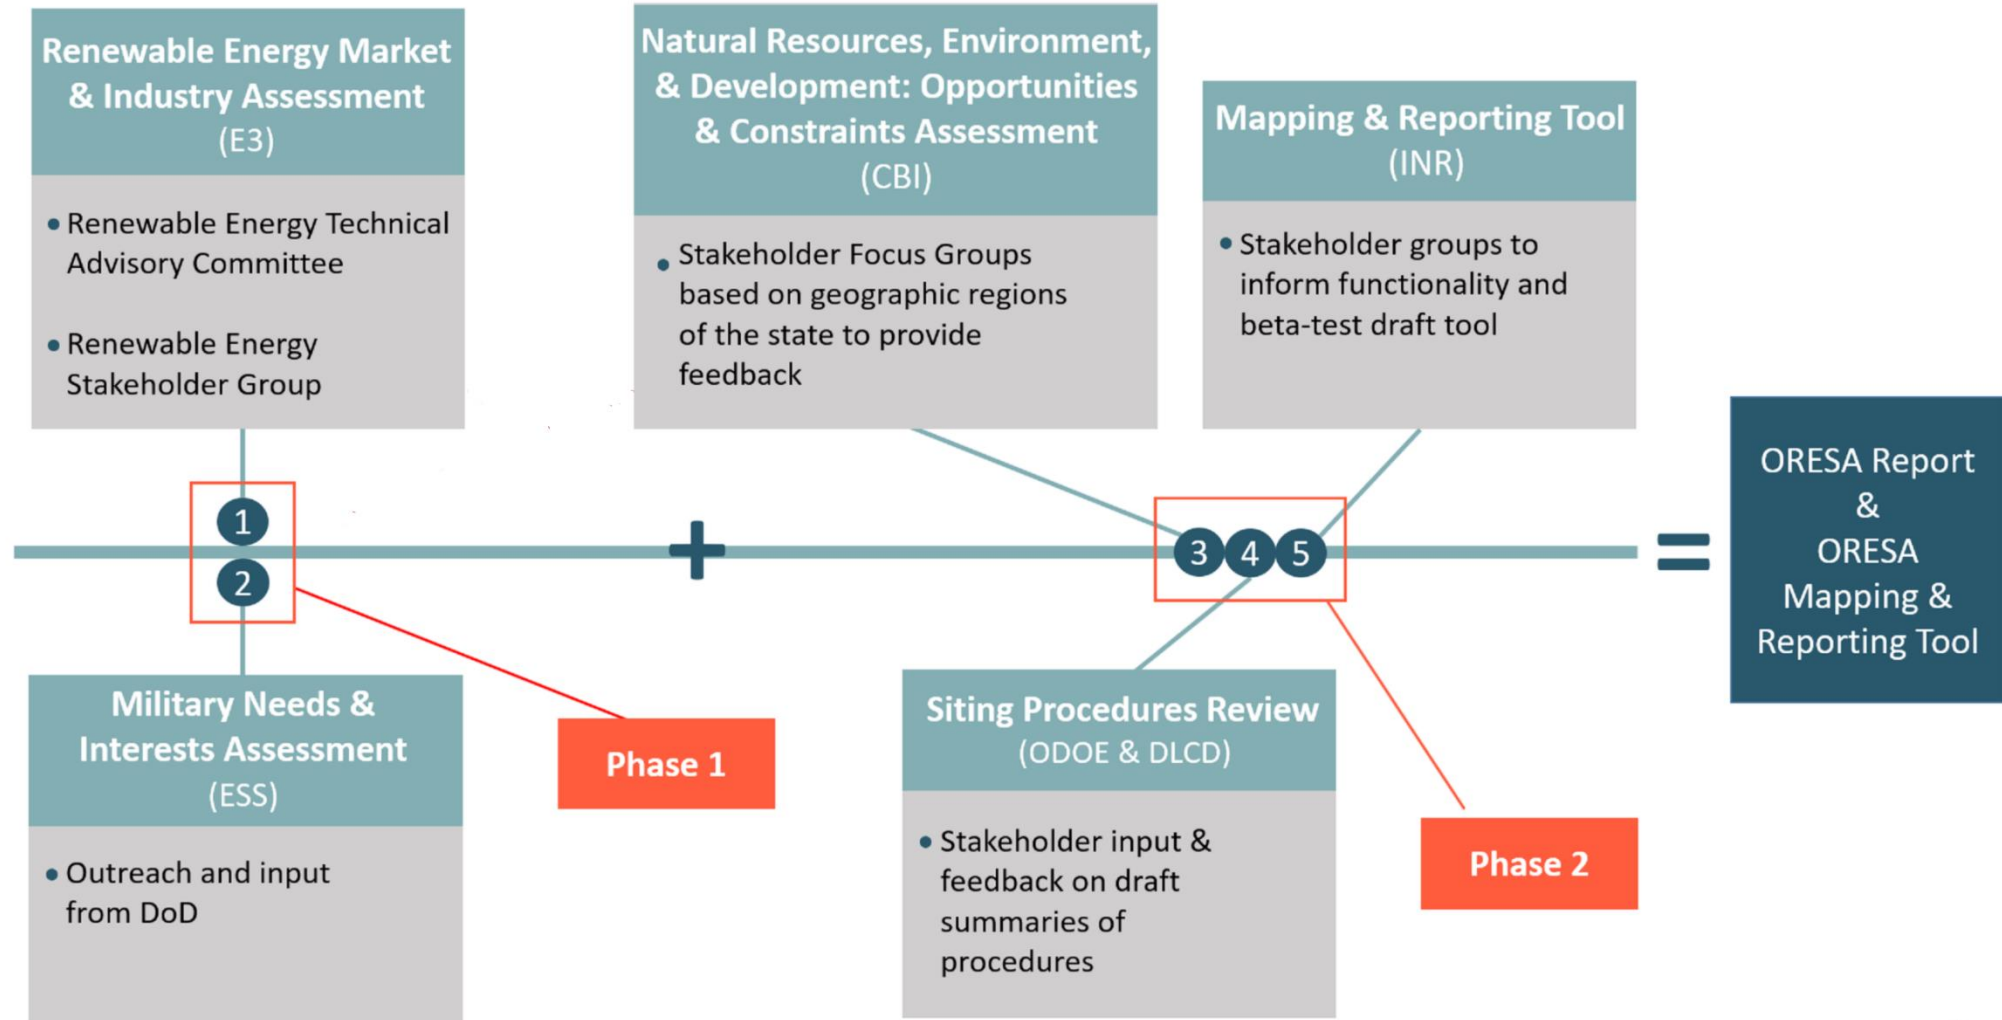 Renewable Energy Market
& Industry Assessment
(E3)
• Renewable Energy Technical
Advisory Committee
• Renewable Energy
Stakeholder Group
Natural Resources, Environment,
& Development: Opportunities
& Constraints Assessment
(CBI)
• Stakeholder Focus Groups
based on geographic regions
of the state to provide
feedback
Mapping & Reporting Tool
(INR)
• Stakeholder groups to
inform functionality and
beta-test draft tool
1
2
+
3 4 5
=
ORESA Report
&
ORESA
Mapping &
Reporting Tool
Military Needs &
Interests Assessment
(ESS)
• Outreach and input
from DoD
Phase 1
Siting Procedures Review
(ODOE & DLCD)
• Stakeholder input &
feedback on draft
summaries of
procedures
Phase 2